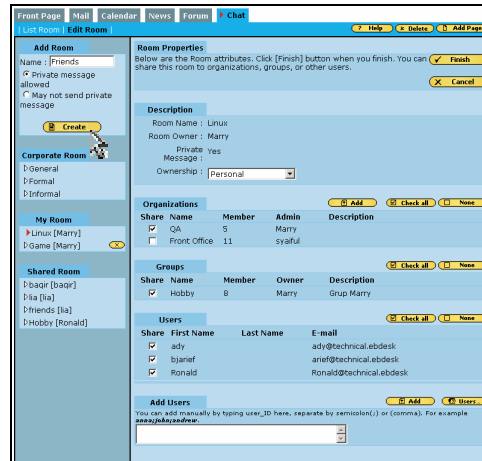 Front Page Mail Calendar News Forum Chat
List Room | Edit Room
? Help x Delete Add Page
Add Room
Name : Friends
Private message
allowed
May not send private
message
Create
Corporate Room
General
Formal
Informal
My Room
Linux [Marry]
Game [Marry] x
Shared Room
baqir [baqir]
lia [lia]
friends [lia]
Hobby [Ronald]
Room Properties
Below are the Room attributes. Click [Finish] button when you finish. You can
share this room to organizations, groups, or other users.
Finish
X Cancel
Description
Room Name : Linux
Room Owner : Marry
Private
Message : Yes
Ownership : Personal
Organizations Add Check all None
Share Name Member Admin Description
QA 5 Marry
Front Office 11 syaiful
Groups Check all None
Share Name Member Owner Description
Hobby 8 Marry Grup Marry
Users Check all None
Share First Name Last Name E-mail
ady ady@technical.ebdesk
bjarief arief@technical.ebdesk
Ronald Ronald@technical.ebdesk
Add Users Add Users..
You can add manually by typing user_ID here, separate by semicolon(;) or (comma). For example
anna;john;andrew.